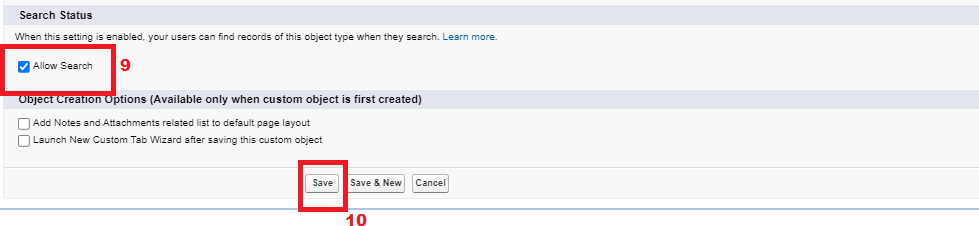 Search Status
When this setting is enabled, your users can find records of this object type when they search. Learn more.
Allow Search 9
Object Creation Options (Available only when custom object is first created)
Add Notes and Attachments related list to default page layout
Launch New Custom Tab Wizard after saving this custom object
Save Save & New Cancel
10